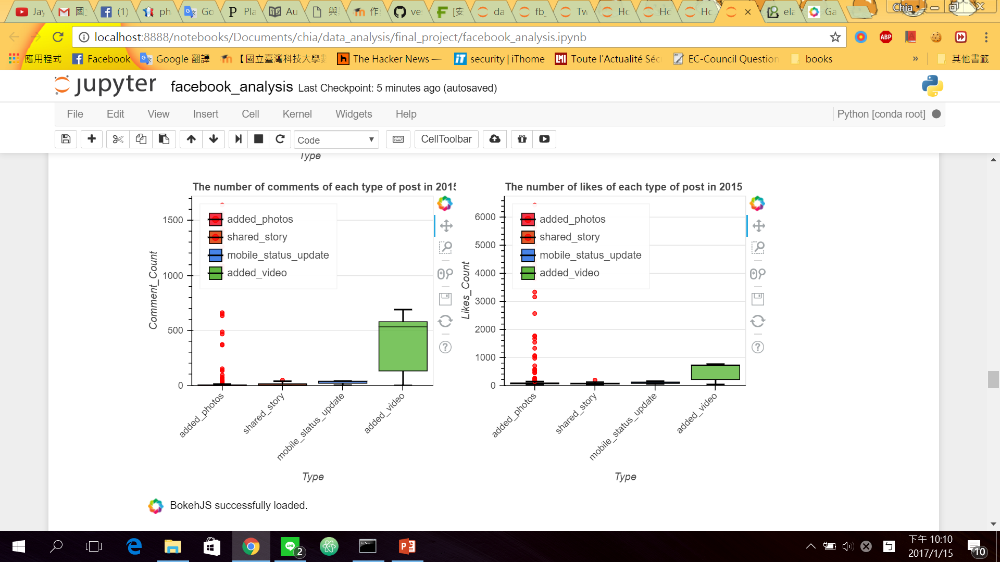 Jay
國
(1)
ph
Go
Pla
Au
與
作
ve
[安
da
fb_
Tw
Ho
Ho
Ho
ela
Ga
Chia
localhost:8888/notebooks/Documents/chia/data_analysis/final_project/facebook_analysis.ipynb
應用程式
Facebook
Google 翻譯
【國立臺灣科技大學
The Hacker News —
security | iThome
Toute l'Actualité Séc
EC-Council Question
books
»
其他書籤
jupyter
facebook_analysis Last Checkpoint: 5 minutes ago (autosaved)
File Edit View Insert Cell Kernel Widgets Help
Python [conda root]
Code
CellToolbar
Type
The number of comments of each type of post in 2015
added_photos
shared_story
mobile_status_update
added_video
1500
1000
500
0
Comment_Count
added_photos
shared_story
mobile_status_update
added_video
Type
The number of likes of each type of post in 2015
added_photos
shared_story
mobile_status_update
added_video
6000
5000
4000
3000
2000
1000
0
Likes_Count
added_photos
shared_story
mobile_status_update
added_video
Type
BokehJS successfully loaded.
2
下午 10:10
2017/1/15
10